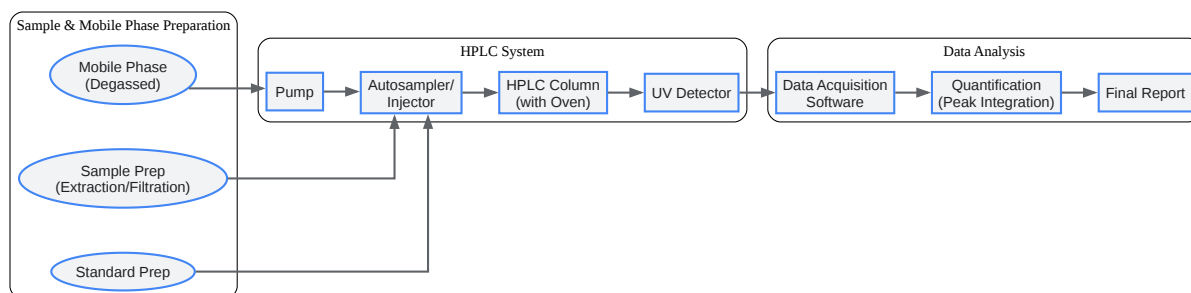 Sample & Mobile Phase Preparation
Mobile Phase
(Degassed)
Sample Prep
(Extraction/Filtration)
Standard Prep
HPLC System
Pump
Autosampler/
Injector
HPLC Column
(with Oven)
UV Detector
Data Analysis
Data Acquisition
Software
Quantification
(Peak Integration)
Final Report